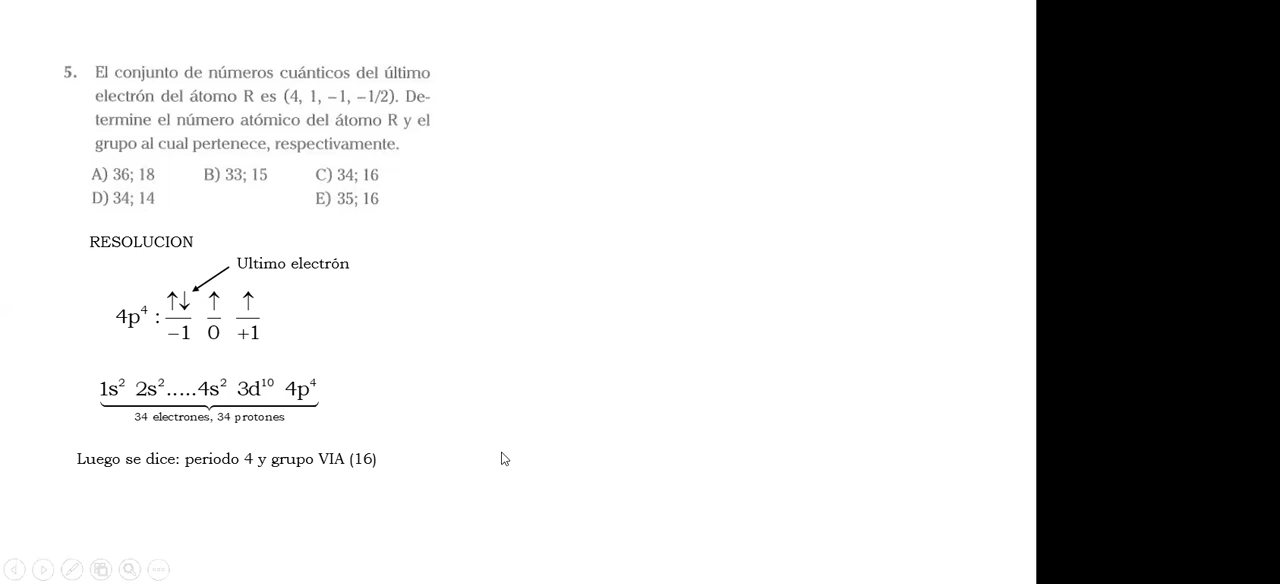 5. El conjunto de números cuánticos del último
electrón del átomo R es (4, 1, −1, −1/2). De-
termine el número atómico del átomo R y el
grupo al cual pertenece, respectivamente.
A) 36; 18 B) 33; 15 C) 34; 16
D) 34; 14 E) 35; 16
RESOLUCION
Ultimo electrón
4p⁴ : ↑↓ ↑ ↑
−1 0 +1
1s² 2s².....4s² 3d¹⁰ 4p⁴
34 electrones, 34 protones
Luego se dice: periodo 4 y grupo VIA (16)